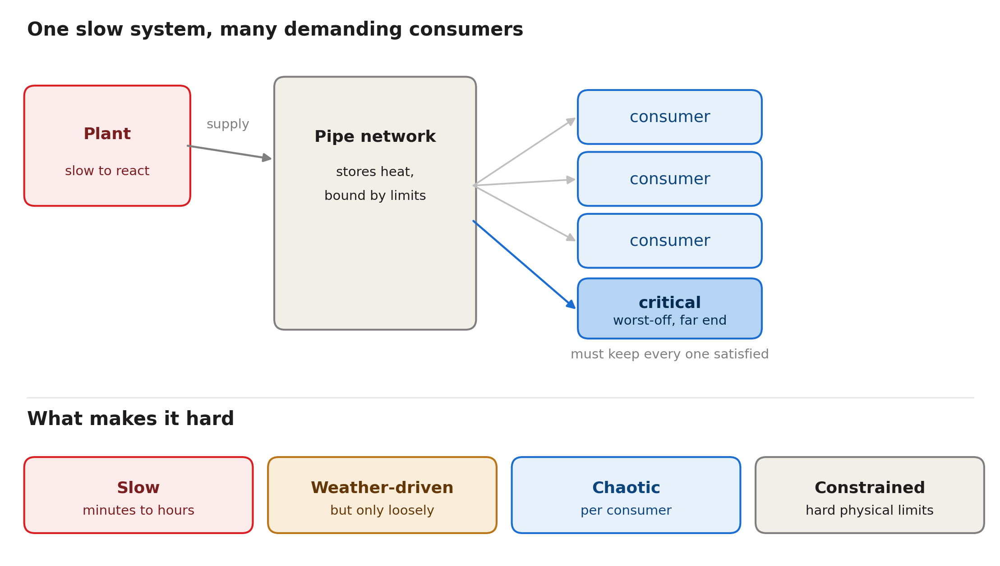 One slow system, many demanding consumers
Plant
slow to react
supply
Pipe network
stores heat,
bound by limits
consumer
consumer
consumer
critical
worst-off, far end
must keep every one satisfied
What makes it hard
Slow
minutes to hours
Weather-driven
but only loosely
Chaotic
per consumer
Constrained
hard physical limits